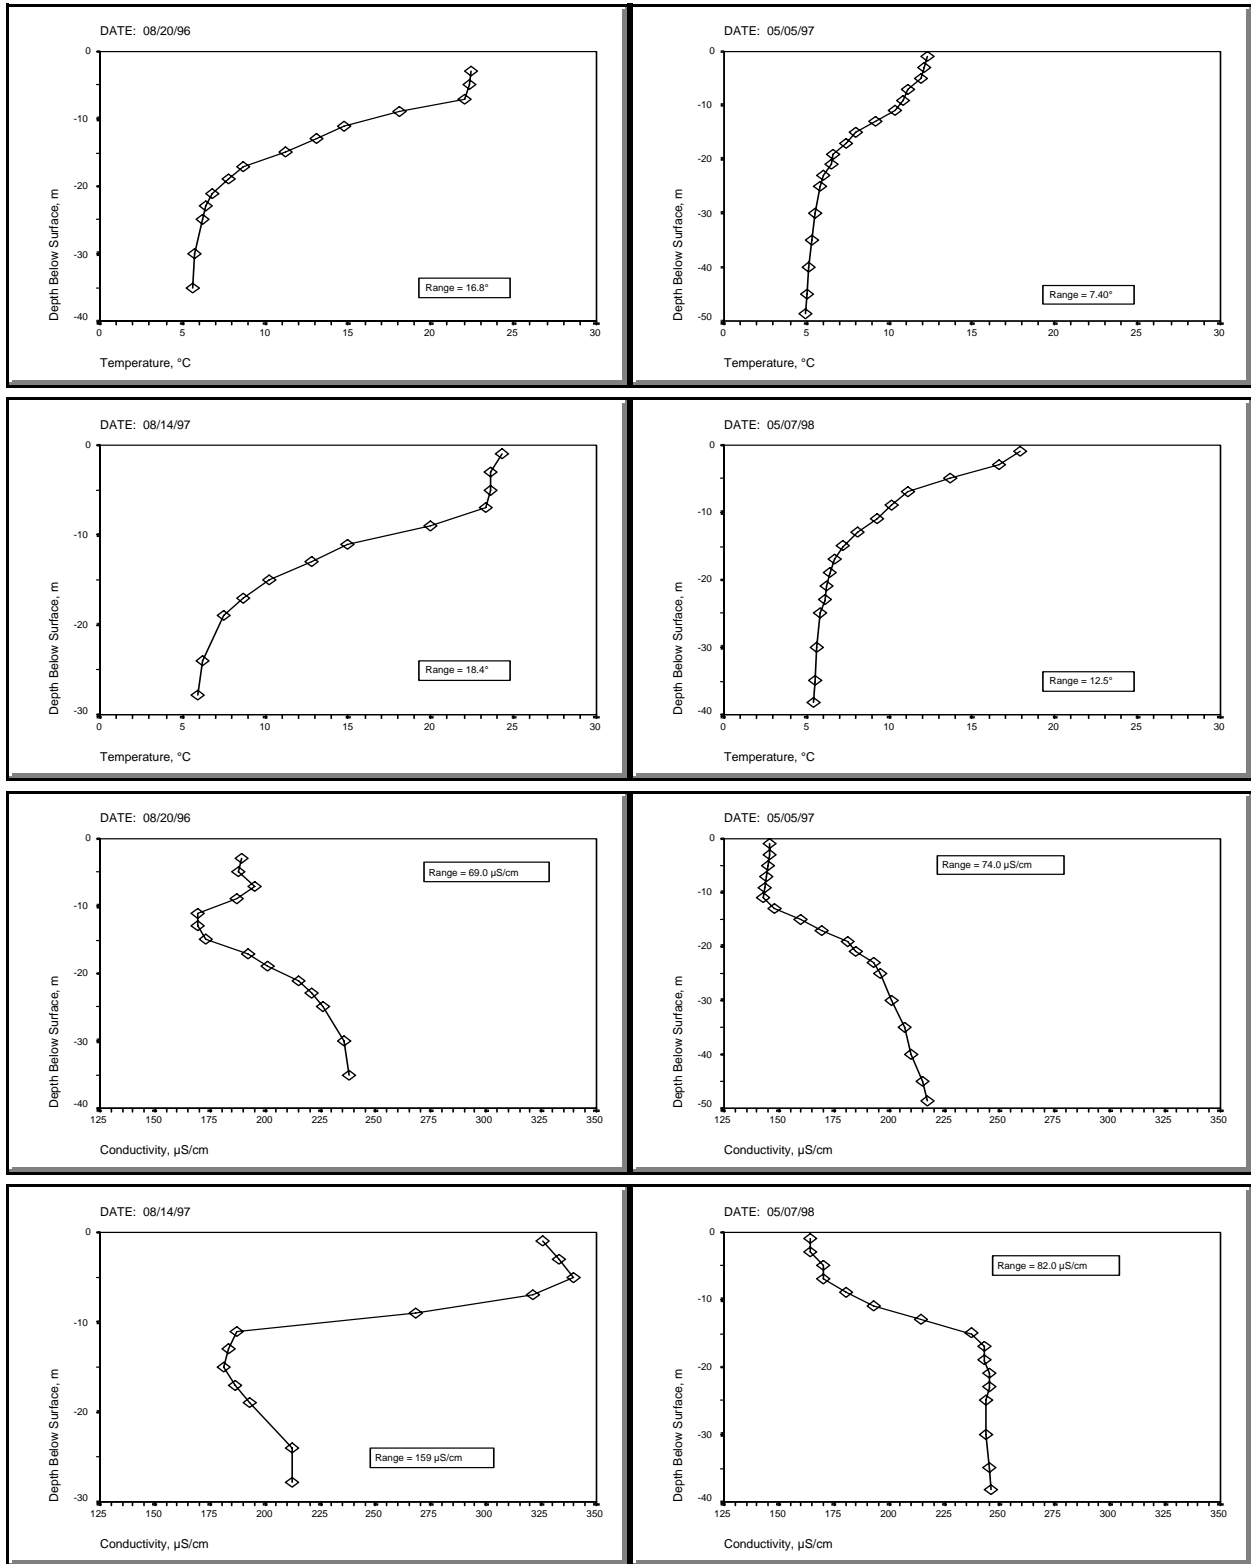 DATE: 08/20/96
0
-10
-20
-30
-40
Depth Below Surface, m
Range = 16.8°
0 5 10 15 20 25 30
Temperature, °C
DATE: 05/05/97
0
-10
-20
-30
-40
-50
Depth Below Surface, m
Range = 7.40°
0 5 10 15 20 25 30
Temperature, °C
DATE: 08/14/97
0
-10
-20
-30
Depth Below Surface, m
Range = 18.4°
0 5 10 15 20 25 30
Temperature, °C
DATE: 05/07/98
0
-10
-20
-30
-40
Depth Below Surface, m
Range = 12.5°
0 5 10 15 20 25 30
Temperature, °C
DATE: 08/20/96
0
-10
-20
-30
-40
Depth Below Surface, m
Range = 69.0 µS/cm
125 150 175 200 225 250 275 300 325 350
Conductivity, µS/cm
DATE: 05/05/97
0
-10
-20
-30
-40
-50
Depth Below Surface, m
Range = 74.0 µS/cm
125 150 175 200 225 250 275 300 325 350
Conductivity, µS/cm
DATE: 08/14/97
0
-10
-20
-30
Depth Below Surface, m
Range = 159 µS/cm
125 150 175 200 225 250 275 300 325 350
Conductivity, µS/cm
DATE: 05/07/98
0
-10
-20
-30
-40
Depth Below Surface, m
Range = 82.0 µS/cm
125 150 175 200 225 250 275 300 325 350
Conductivity, µS/cm